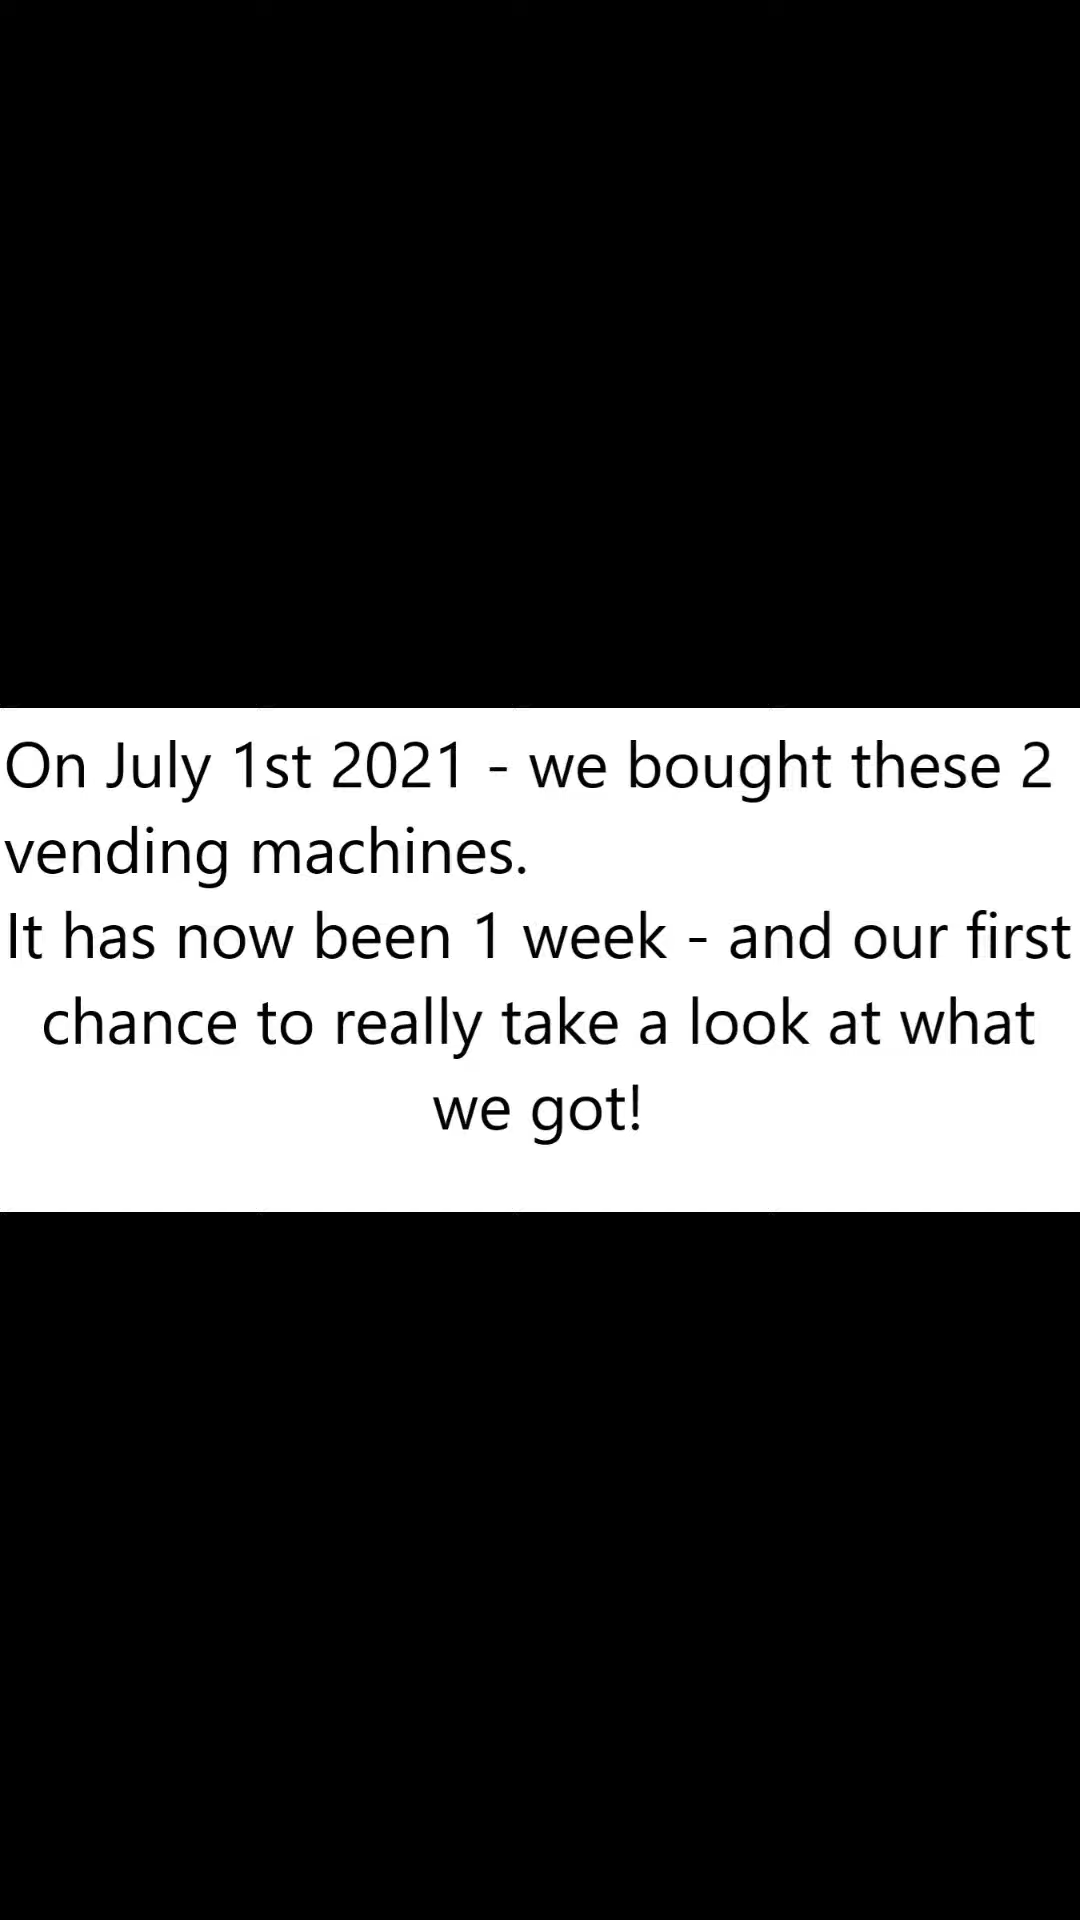 On July 1st 2021 - we bought these 2
vending machines.
It has now been 1 week - and our first
chance to really take a look at what
we got!